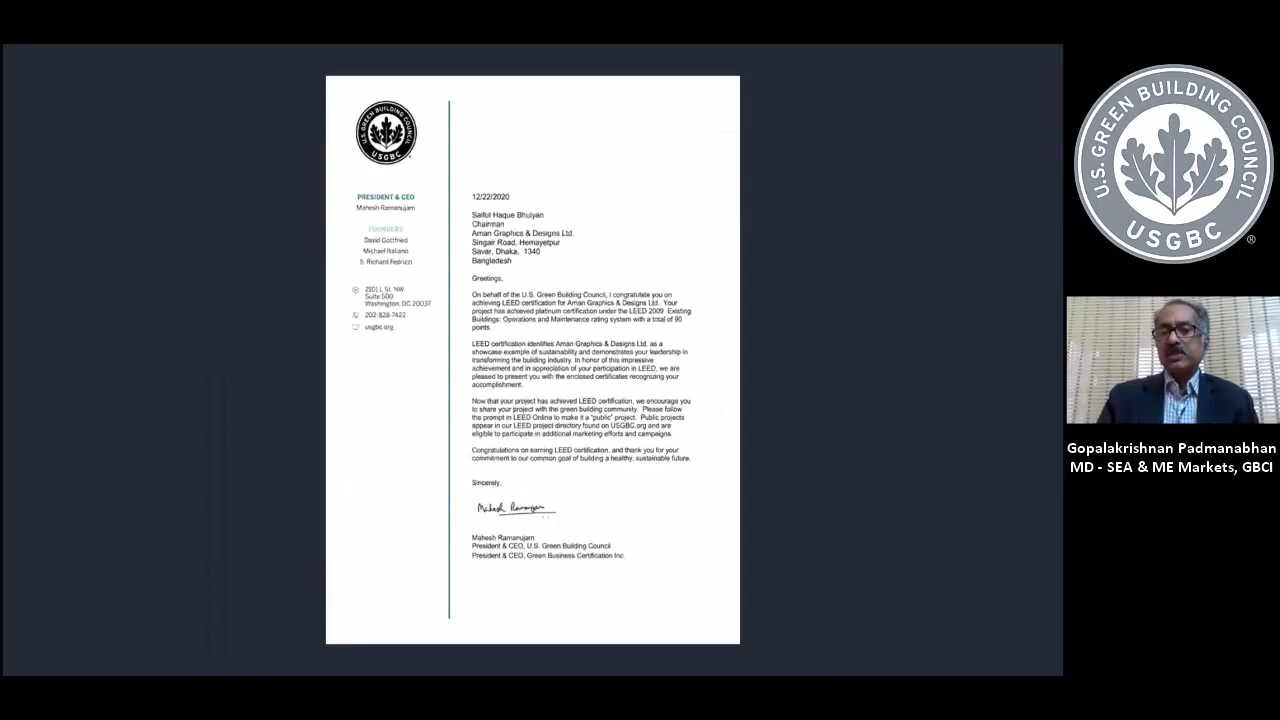 U.S. GREEN BUILDING COUNCIL
USGBC
PRESIDENT & CEO
Mahesh Ramanujam
FOUNDERS
David Gottfried
Michael Italiano
S. Richard Fedrizzi
2101 L St. NW
Suite 500
Washington, DC 20037
202-828-7422
usgbc.org
12/22/2020
Saiful Haque Bhuiyan
Chairman
Aman Graphics & Designs Ltd.
Singair Road, Hemayetpur
Savar, Dhaka, 1340
Bangladesh
Greetings,
On behalf of the U.S. Green Building Council, I congratulate you on
achieving LEED certification for Aman Graphics & Designs Ltd. Your
project has achieved platinum certification under the LEED 2009 Existing
Buildings: Operations and Maintenance rating system with a total of 90
points.
LEED certification identifies Aman Graphics & Designs Ltd. as a
showcase example of sustainability and demonstrates your leadership in
transforming the building industry. In honor of this impressive
achievement and in appreciation of your participation in LEED, we are
pleased to present you with the enclosed certificates recognizing your
accomplishment.
Now that your project has achieved LEED certification, we encourage you
to share your project with the green building community. Please follow
the prompt in LEED Online to make it a "public" project. Public projects
appear in our LEED project directory found on USGBC.org and are
eligible to participate in additional marketing efforts and campaigns.
Congratulations on earning LEED certification, and thank you for your
commitment to our common goal of building a healthy, sustainable future.
Sincerely,
Mahesh Ramanujam
Mahesh Ramanujam
President & CEO, U.S. Green Building Council
President & CEO, Green Business Certification Inc.
U.S. GREEN BUILDING COUNCIL
USGBC
®
Gopalakrishnan Padmanabhan
MD - SEA & ME Markets, GBCI